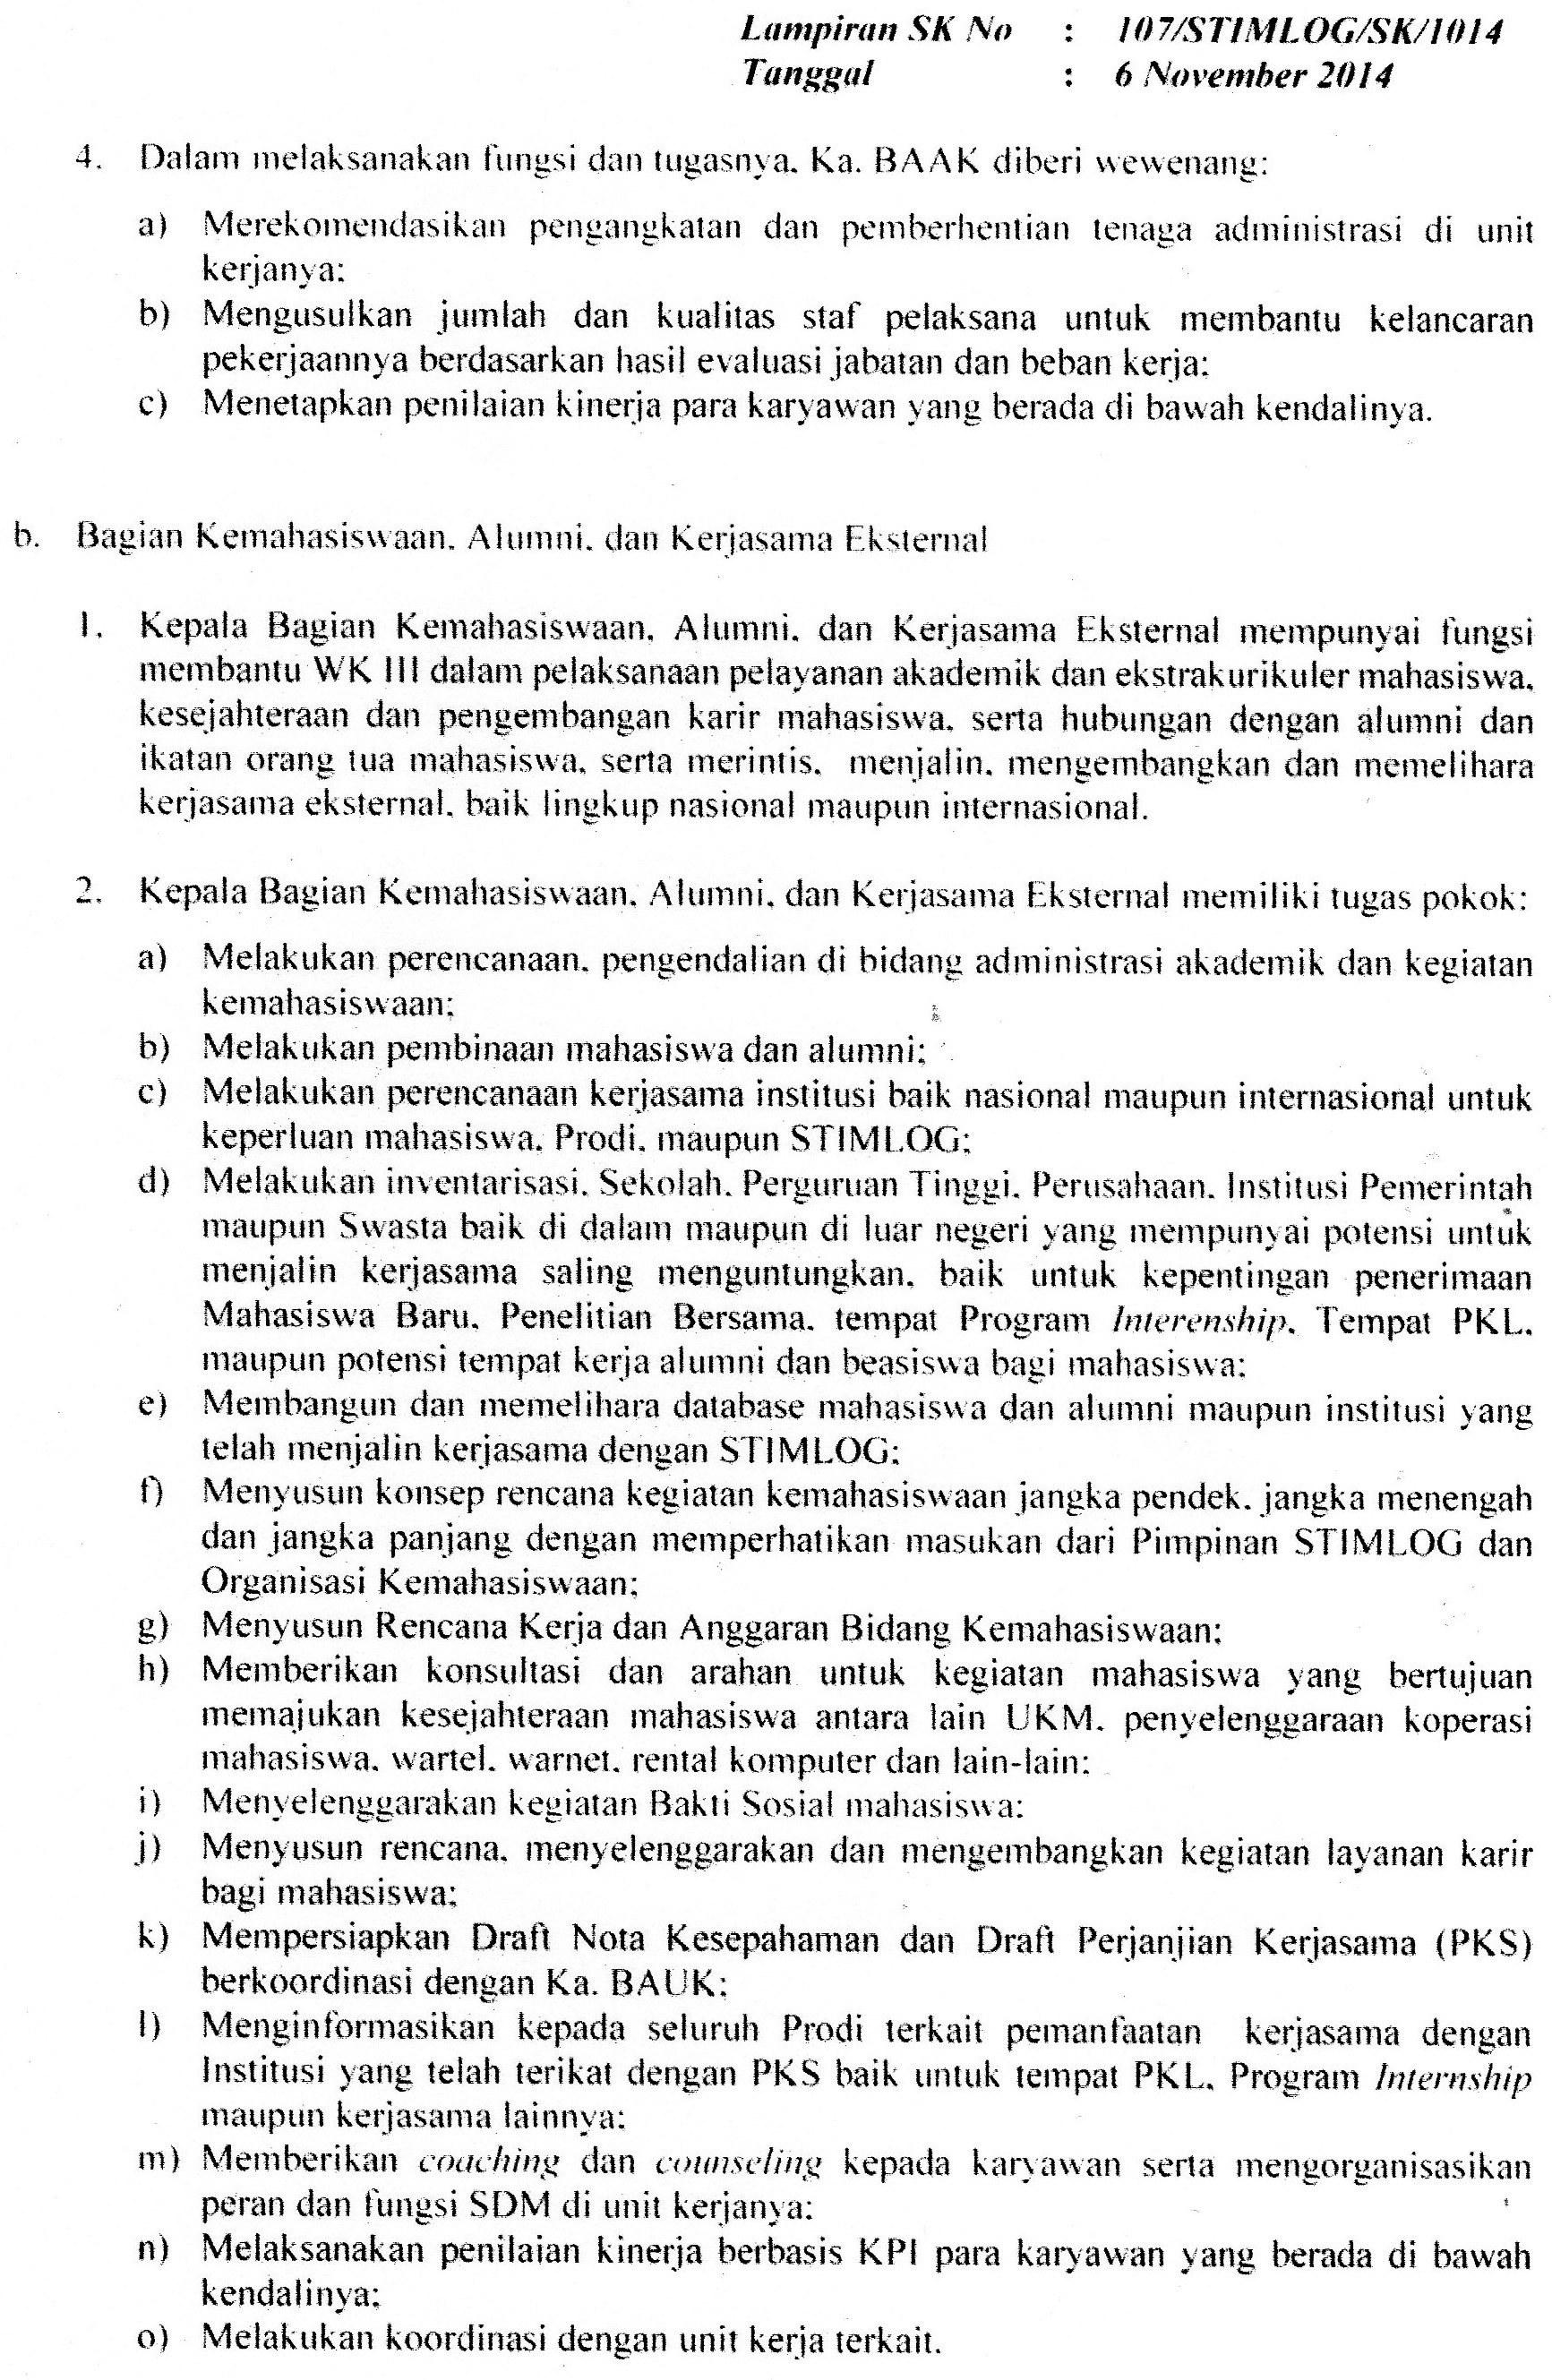 Lampiran SK No : 107/STIMLOG/SK/1014
Tanggal : 6 November 2014
4. Dalam melaksanakan fungsi dan tugasnya, Ka. BAAK diberi wewenang:
a) Merekomendasikan pengangkatan dan pemberhentian tenaga administrasi di unit
kerjanya;
b) Mengusulkan jumlah dan kualitas staf pelaksana untuk membantu kelancaran
pekerjaannya berdasarkan hasil evaluasi jabatan dan beban kerja;
c) Menetapkan penilaian kinerja para karyawan yang berada di bawah kendalinya.
b. Bagian Kemahasiswaan, Alumni, dan Kerjasama Eksternal
1. Kepala Bagian Kemahasiswaan, Alumni, dan Kerjasama Eksternal mempunyai fungsi
membantu WK III dalam pelaksanaan pelayanan akademik dan ekstrakurikuler mahasiswa,
kesejahteraan dan pengembangan karir mahasiswa, serta hubungan dengan alumni dan
ikatan orang tua mahasiswa, serta merintis, menjalin, mengembangkan dan memelihara
kerjasama eksternal, baik lingkup nasional maupun internasional.
2. Kepala Bagian Kemahasiswaan, Alumni, dan Kerjasama Eksternal memiliki tugas pokok:
a) Melakukan perencanaan, pengendalian di bidang administrasi akademik dan kegiatan
kemahasiswaan;
b) Melakukan pembinaan mahasiswa dan alumni;
c) Melakukan perencanaan kerjasama institusi baik nasional maupun internasional untuk
keperluan mahasiswa, Prodi, maupun STIMLOG;
d) Melakukan inventarisasi, Sekolah, Perguruan Tinggi, Perusahaan, Institusi Pemerintah
maupun Swasta baik di dalam maupun di luar negeri yang mempunyai potensi untuk
menjalin kerjasama saling menguntungkan, baik untuk kepentingan penerimaan
Mahasiswa Baru, Penelitian Bersama, tempat Program Interenship, Tempat PKL,
maupun potensi tempat kerja alumni dan beasiswa bagi mahasiswa;
e) Membangun dan memelihara database mahasiswa dan alumni maupun institusi yang
telah menjalin kerjasama dengan STIMLOG;
f) Menyusun konsep rencana kegiatan kemahasiswaan jangka pendek, jangka menengah
dan jangka panjang dengan memperhatikan masukan dari Pimpinan STIMLOG dan
Organisasi Kemahasiswaan;
g) Menyusun Rencana Kerja dan Anggaran Bidang Kemahasiswaan;
h) Memberikan konsultasi dan arahan untuk kegiatan mahasiswa yang bertujuan
memajukan kesejahteraan mahasiswa antara lain UKM, penyelenggaraan koperasi
mahasiswa, wartel, warnet, rental komputer dan lain-lain;
i) Menyelenggarakan kegiatan Bakti Sosial mahasiswa;
j) Menyusun rencana, menyelenggarakan dan mengembangkan kegiatan layanan karir
bagi mahasiswa;
k) Mempersiapkan Draft Nota Kesepahaman dan Draft Perjanjian Kerjasama (PKS)
berkoordinasi dengan Ka. BAUK;
l) Menginformasikan kepada seluruh Prodi terkait pemanfaatan kerjasama dengan
Institusi yang telah terikat dengan PKS baik untuk tempat PKL, Program Internship
maupun kerjasama lainnya;
m) Memberikan coaching dan counseling kepada karyawan serta mengorganisasikan
peran dan fungsi SDM di unit kerjanya;
n) Melaksanakan penilaian kinerja berbasis KPI para karyawan yang berada di bawah
kendalinya;
o) Melakukan koordinasi dengan unit kerja terkait.